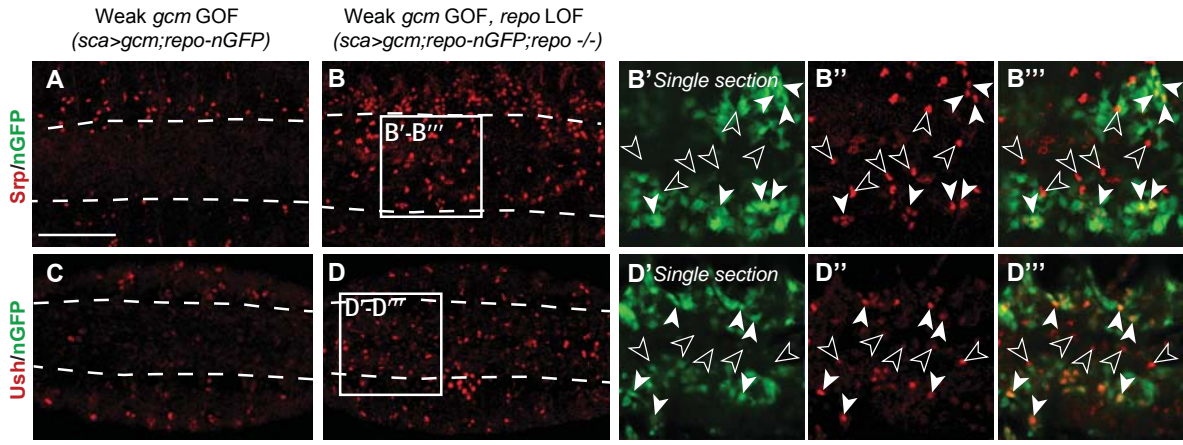 Weak gcm GOF
(sca>gcm;repo-nGFP)
Weak gcm GOF, repo LOF
(sca>gcm;repo-nGFP;repo -/-)
Srp/nGFP
A
B
B'-B'''
B' Single section
B''
B'''
Ush/nGFP
C
D
D'-D'''
D' Single section
D''
D'''